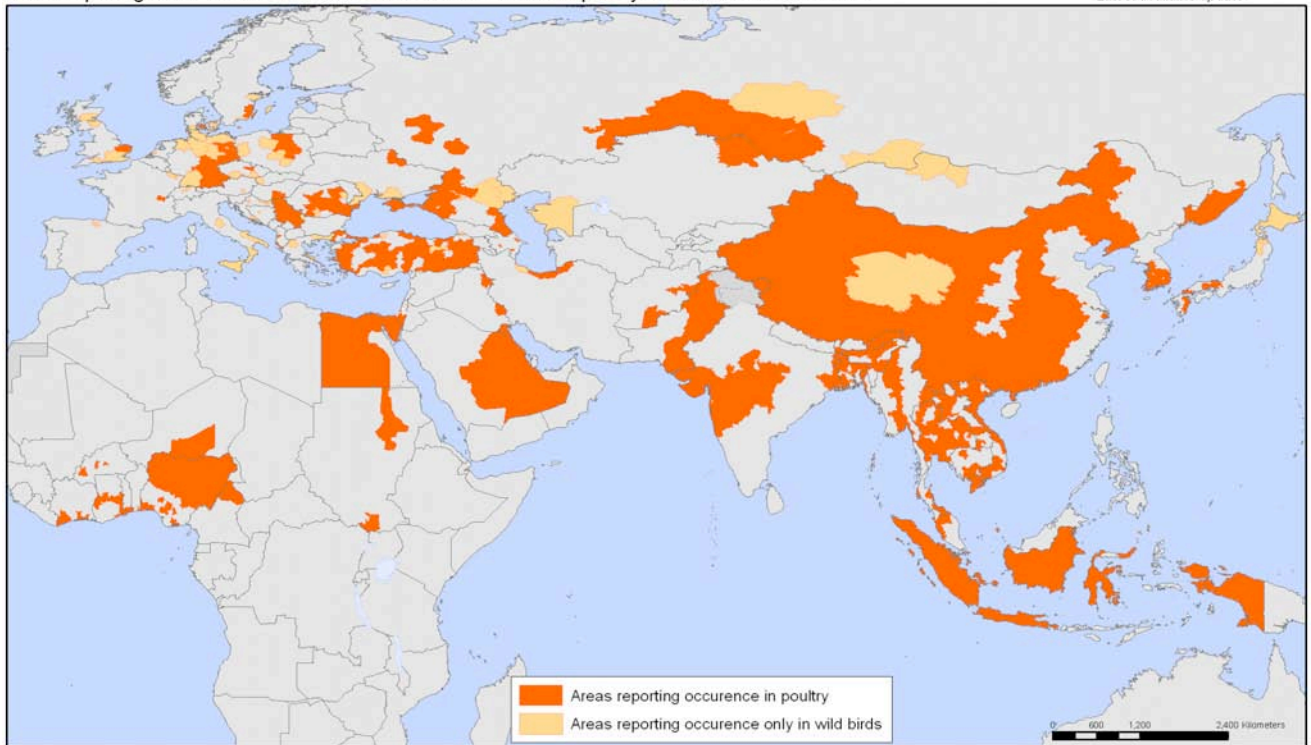 Areas reporting occurence in poultry
Areas reporting occurence only in wild birds
0 600 1,200 2,400 Kilometers